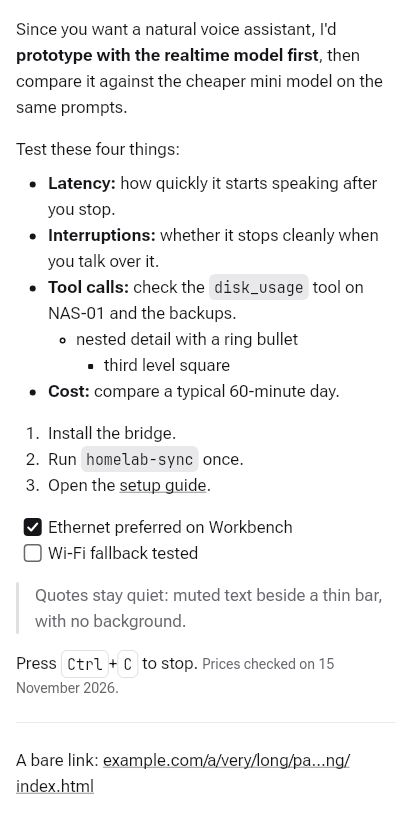 Since you want a natural voice assistant, I'd
prototype with the realtime model first, then
compare it against the cheaper mini model on the
same prompts.
Test these four things:
Latency: how quickly it starts speaking after
you stop.
Interruptions: whether it stops cleanly when
you talk over it.
Tool calls: check the disk_usage tool on
NAS-01 and the backups.
nested detail with a ring bullet
third level square
Cost: compare a typical 60-minute day.
1. Install the bridge.
2. Run homelab-sync once.
3. Open the setup guide.
Ethernet preferred on Workbench
Wi-Fi fallback tested
Quotes stay quiet: muted text beside a thin bar,
with no background.
Press Ctrl+C to stop. Prices checked on 15
November 2026.
A bare link: example.com/a/very/long/pa...ng/
index.html